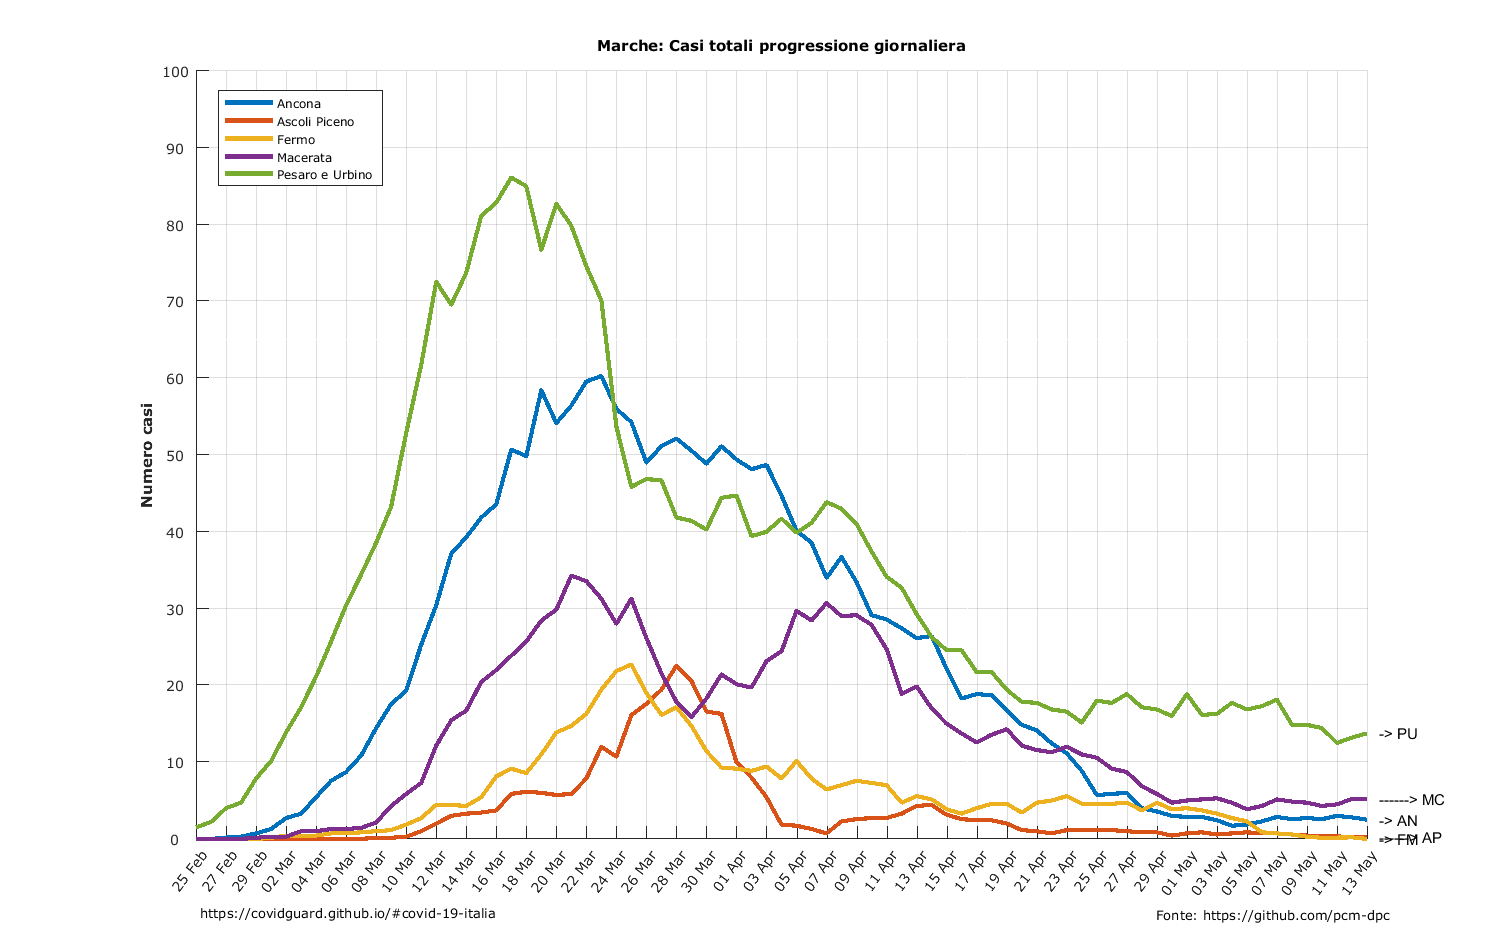 Marche: Casi totali progressione giornaliera
100
90
80
70
60
50
40
30
20
10
0
Numero casi
Ancona
Ascoli Piceno
Fermo
Macerata
Pesaro e Urbino
-> PU
------> MC
-> AN
-> FM
----> AP
25 Feb
27 Feb
29 Feb
02 Mar
04 Mar
06 Mar
08 Mar
10 Mar
12 Mar
14 Mar
16 Mar
18 Mar
20 Mar
22 Mar
24 Mar
26 Mar
28 Mar
30 Mar
01 Apr
03 Apr
05 Apr
07 Apr
09 Apr
11 Apr
13 Apr
15 Apr
17 Apr
19 Apr
21 Apr
23 Apr
25 Apr
27 Apr
29 Apr
01 May
03 May
05 May
07 May
09 May
11 May
13 May
https://covidguard.github.io/#covid-19-italia
Fonte: https://github.com/pcm-dpc